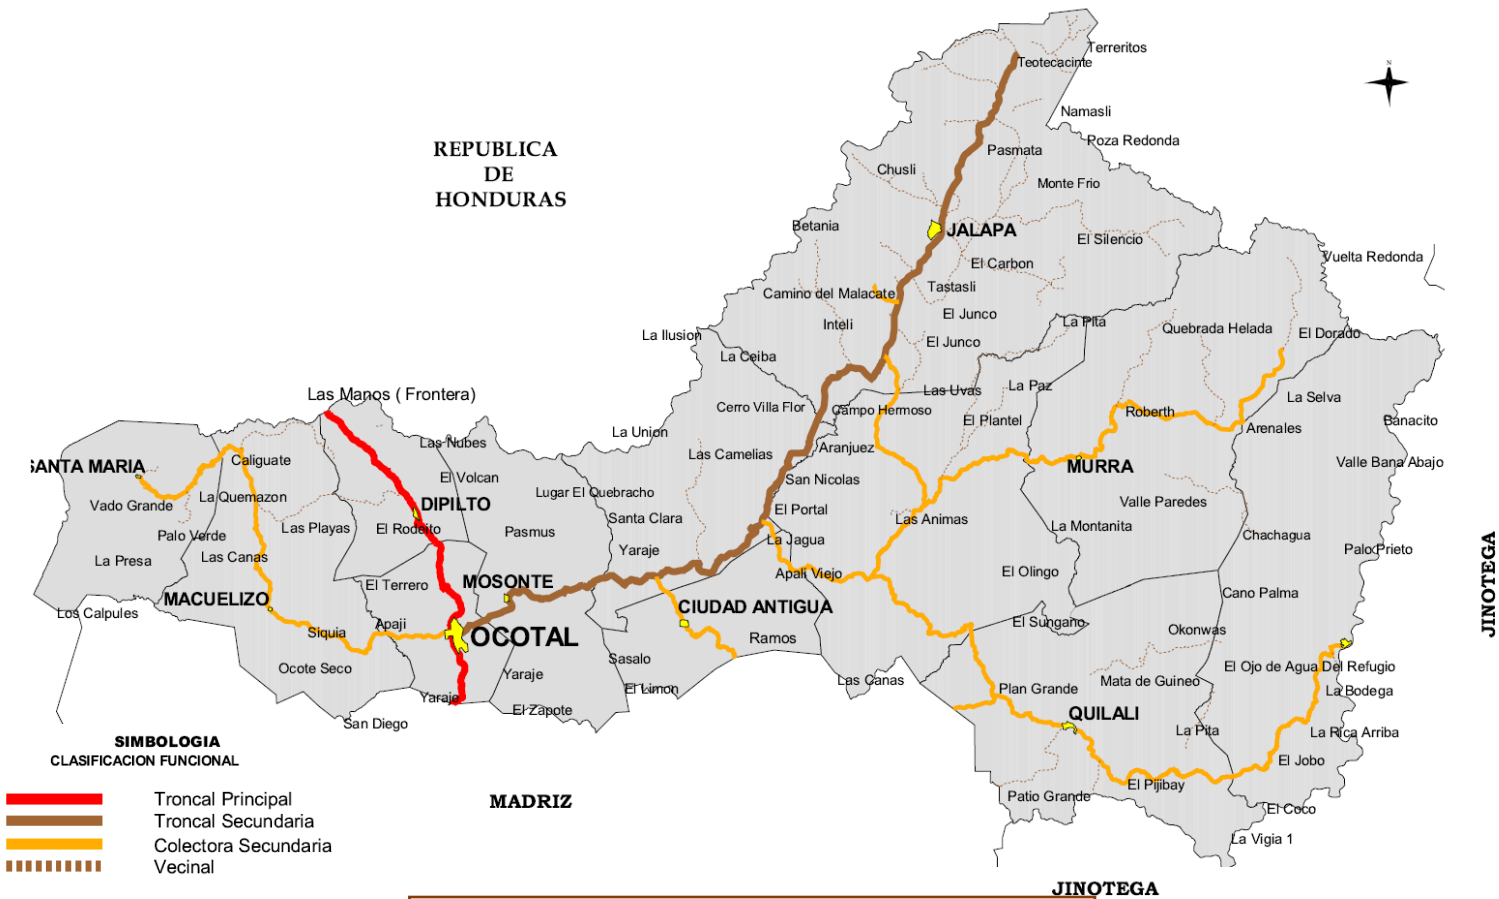 Terreritos
Teotecacinte
N
Namasli
REPUBLICA
DE
HONDURAS
Poza Redonda
Pasmata
Chusli
Monte Frio
Betania
JALAPA
El Silencio
Vuelta Redonda
El Carbon
Tastasli
Camino del Malacate
El Junco
La Pita
Inteli
Quebrada Helada
El Dorado
La Ilusion
El Junco
La Ceiba
Las Manos ( Frontera)
Las Uvas
La Paz
La Selva
Cerro Villa Flor
Campo Hermoso
Roberth
El Plantel
Banacito
Arenales
La Union
Las Nubes
Aranjuez
Las Camelias
Caliguate
SANTA MARIA
MURRA
Valle Bana Abajo
El Volcan
San Nicolas
Lugar El Quebracho
La Quemazon
Vado Grande
DIPILTO
Valle Paredes
El Portal
Santa Clara
Las Animas
La Montanita
Las Playas
El Rodeito
Pasmus
Palo Verde
Chachagua
La Jagua
Yaraje
Palo Prieto
La Presa
Las Canas
El Olingo
Apali Viejo
JINOTEGA
El Terrero
MOSONTE
Cano Palma
MACUELIZO
CIUDAD ANTIGUA
Los Calpules
Apaji
El Sungano
Siquia
OCOTAL
Ramos
Okonwas
Sasalo
Ocote Seco
El Ojo de Agua Del Refugio
Yaraje
Las Canas
Mata de Guineo
El Limon
Plan Grande
La Bodega
Yaraje
El Zapote
QUILALI
San Diego
La Pita
La Rica Arriba
SIMBOLOGIA
CLASIFICACION FUNCIONAL
El Jobo
El Pijibay
Patio Grande
MADRIZ
El Coco
Troncal Principal
Troncal Secundaria
Colectora Secundaria
Vecinal
La Vigia 1
JINOTEGA